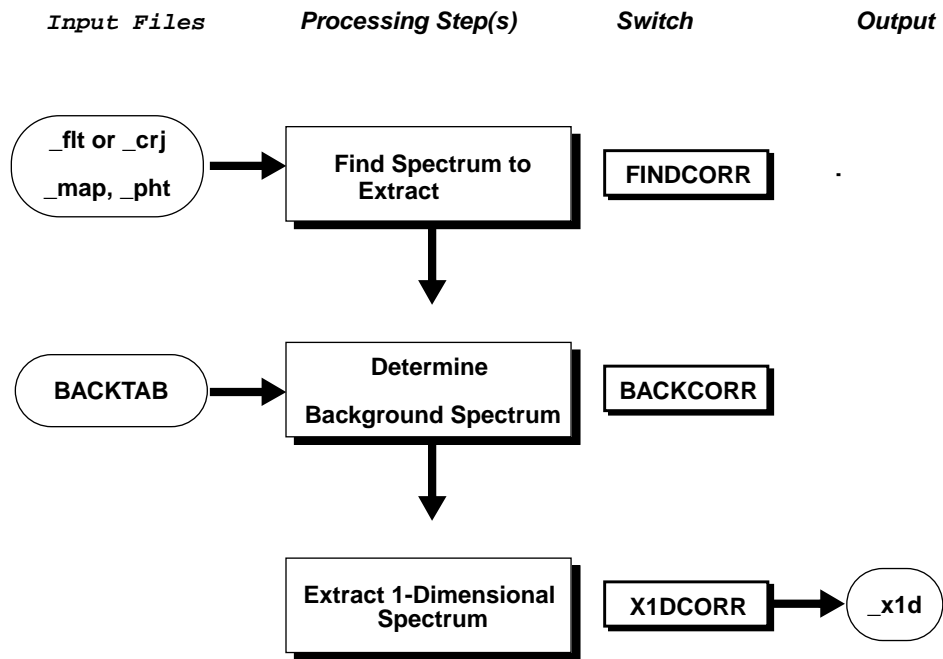 Input Files Processing Step(s) Switch Output
_flt or _crj
_map, _pht
Find Spectrum to
Extract
FINDCORR
.
BACKTAB
Determine
Background Spectrum
BACKCORR
Extract 1-Dimensional
Spectrum
X1DCORR
_x1d